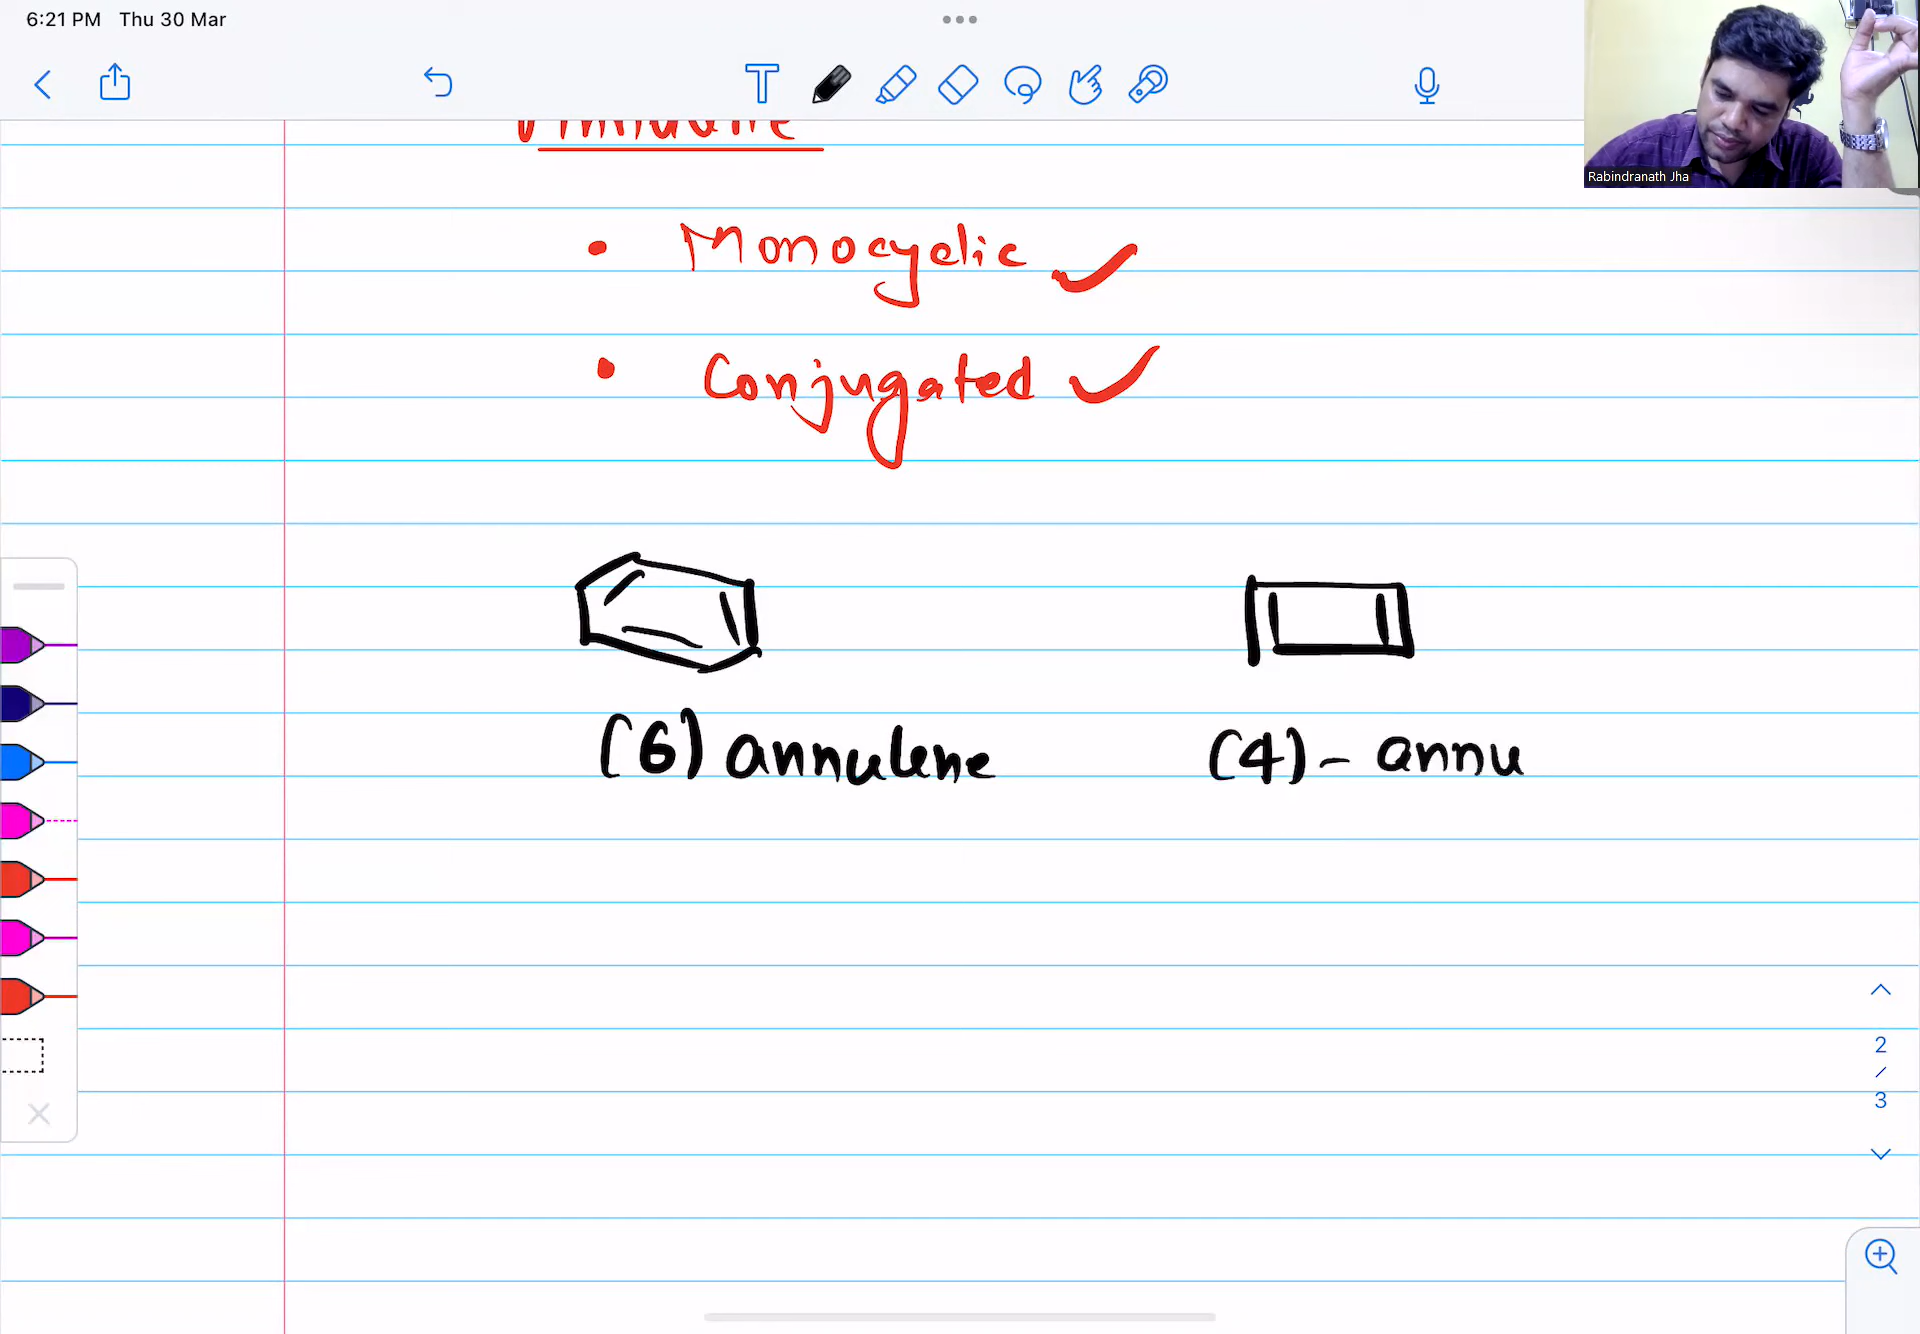 6:21 PM Thu 30 Mar
Rabindranath Jha
• Monocyclic ✓
• Conjugated ✓
(6) annulene
(4) - annu
2
/
3